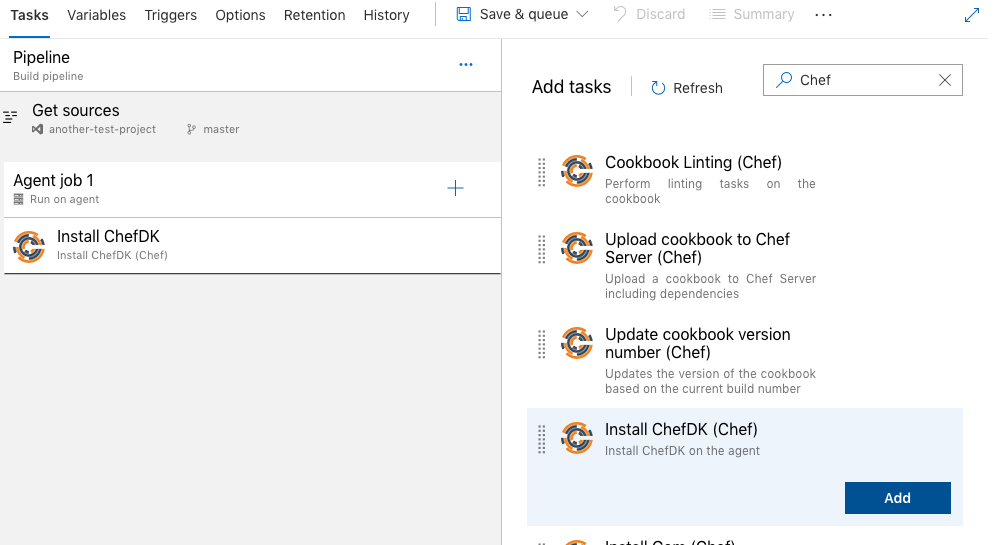 Tasks Variables Triggers Options Retention History Save & queue Discard Summary ...
Pipeline
Build pipeline
Get sources
another-test-project master
Agent job 1
Run on agent
Install ChefDK
Install ChefDK (Chef)
Add tasks Refresh Chef
Cookbook Linting (Chef)
Perform linting tasks on the
cookbook
Upload cookbook to Chef
Server (Chef)
Upload a cookbook to Chef Server
including dependencies
Update cookbook version
number (Chef)
Updates the version of the cookbook
based on the current build number
Install ChefDK (Chef)
Install ChefDK on the agent
Add
Install Gem (Chef)